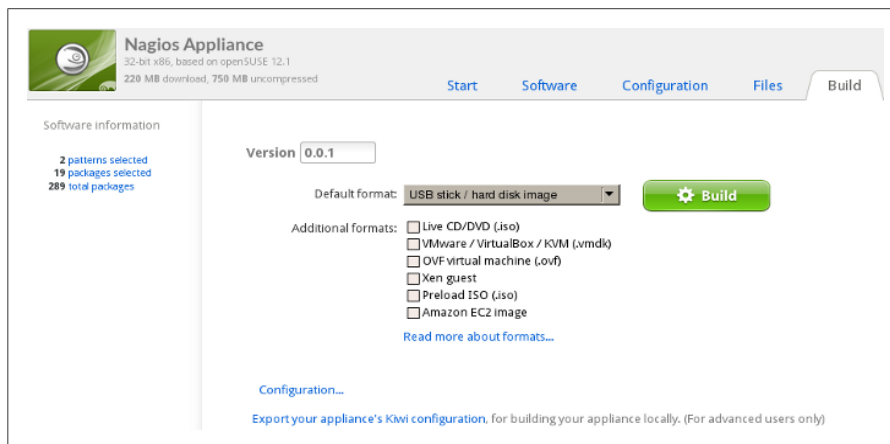 Nagios Appliance
32-bit x86, based on openSUSE 12.1
220 MB download, 750 MB uncompressed
Start Software Configuration Files Build
Software information
2 patterns selected
19 packages selected
289 total packages
Version 0.0.1
Default format: USB stick / hard disk image Build
Additional formats: Live CD/DVD (.iso)
VMware / VirtualBox / KVM (.vmdk)
OVF virtual machine (.ovf)
Xen guest
Preload ISO (.iso)
Amazon EC2 image
Read more about formats...
Configuration...
Export your appliance's Kiwi configuration, for building your appliance locally. (For advanced users only)